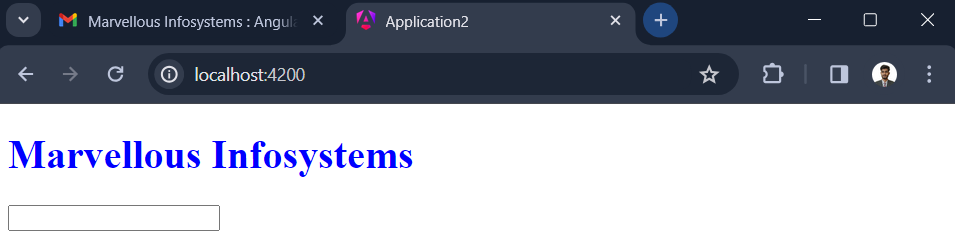 Marvellous Infosystems : Angula
Application2
localhost:4200
Marvellous Infosystems